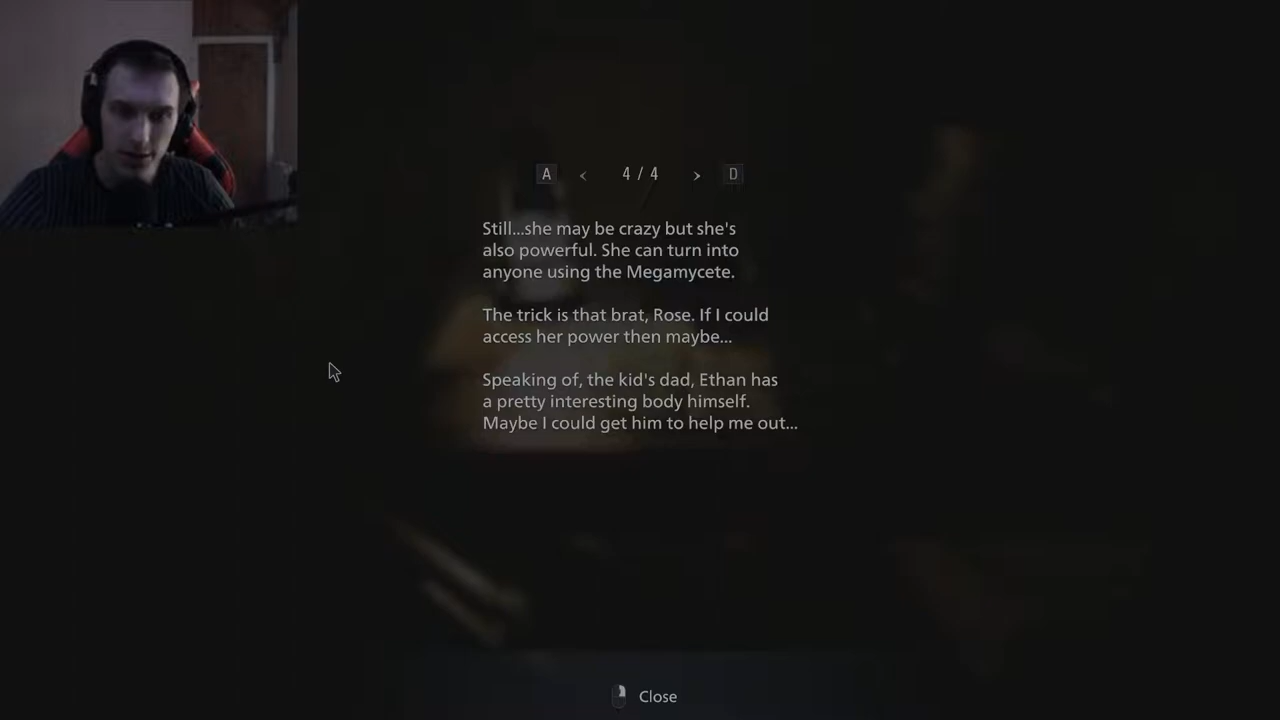 A < 4 / 4 > D
Still...she may be crazy but she's
also powerful. She can turn into
anyone using the Megamycete.
The trick is that brat, Rose. If I could
access her power then maybe...
Speaking of, the kid's dad, Ethan has
a pretty interesting body himself.
Maybe I could get him to help me out...
Close